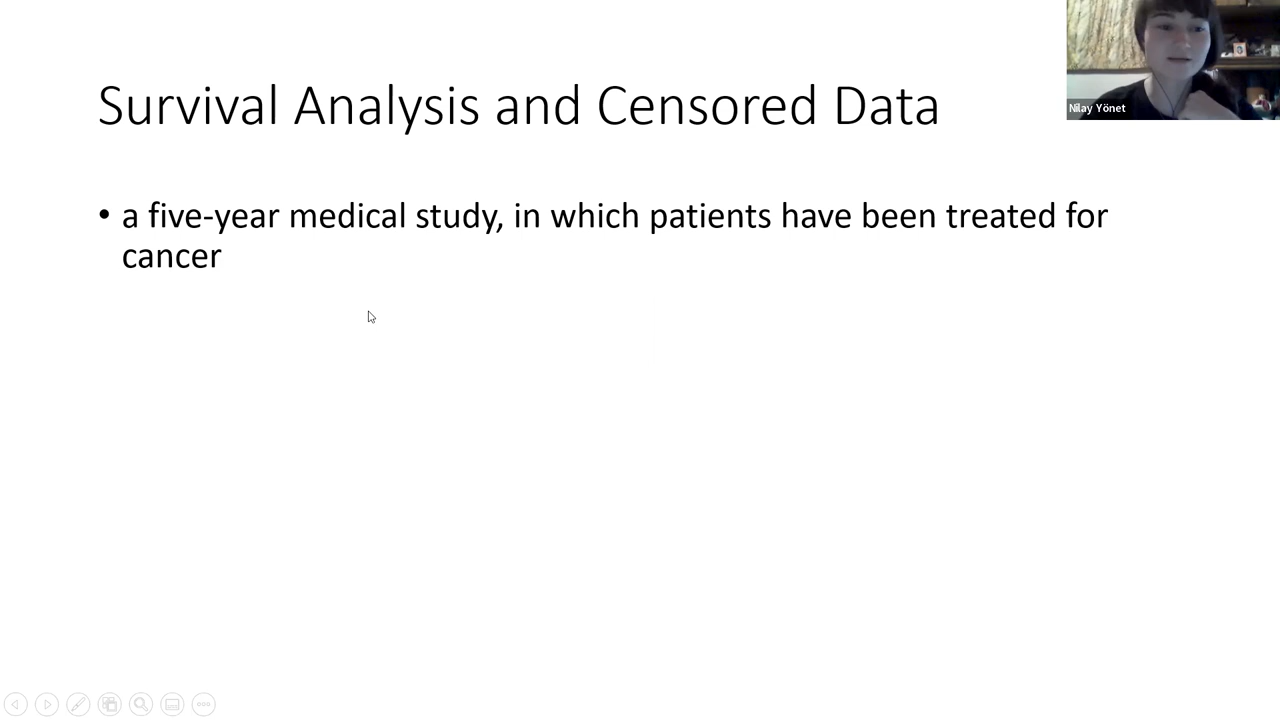 Survival Analysis and Censored Data
Nilay Yönet
• a five-year medical study, in which patients have been treated for
cancer